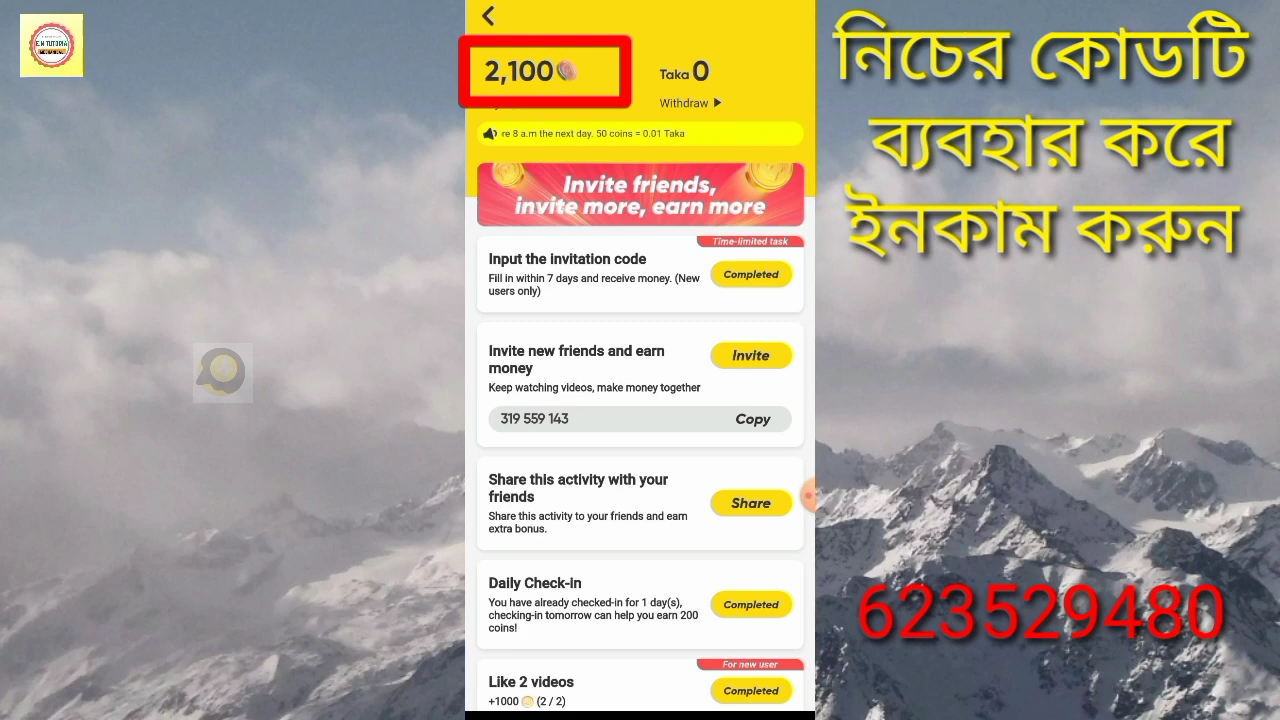 E.N TUTORIA
2,100
Taka 0
Withdraw
re 8 a.m the next day. 50 coins = 0.01 Taka
Invite friends,
invite more, earn more
Time-limited task
Input the invitation code
Fill in within 7 days and receive money. (New
users only)
Completed
Invite new friends and earn
money
Invite
Keep watching videos, make money together
319 559 143
Copy
Share this activity with your
friends
Share
Share this activity to your friends and earn
extra bonus.
Daily Check-in
You have already checked-in for 1 day(s),
checking-in tomorrow can help you earn 200
coins!
Completed
For new user
Like 2 videos
+1000 (2 / 2)
Completed
নিচের কোডটি
ব্যবহার করে
ইনকাম করুন
623529480